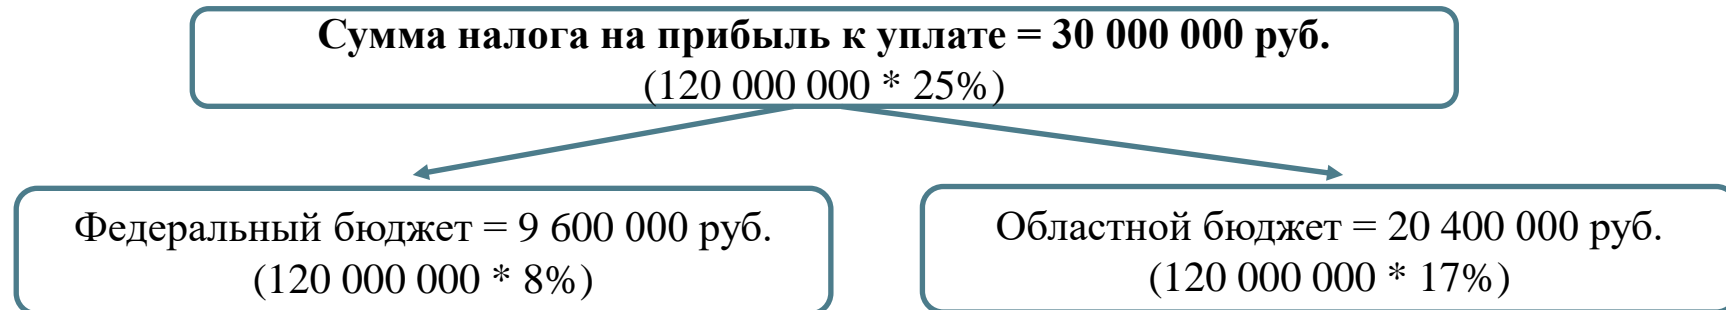 Сумма налога на прибыль к уплате = 30 000 000 руб.
(120 000 000 * 25%)
Федеральный бюджет = 9 600 000 руб.
(120 000 000 * 8%)
Областной бюджет = 20 400 000 руб.
(120 000 000 * 17%)